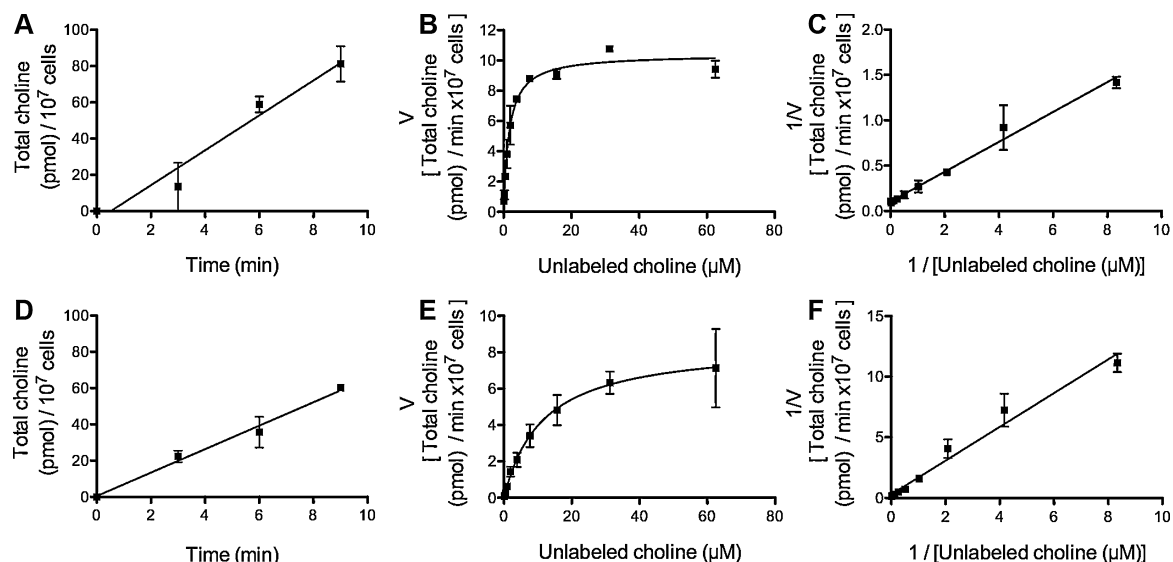 A
Total choline
(pmol) / 10⁷ cells
100
80
60
40
20
0
0 2 4 6 8 10
Time (min)
B
V
[ Total choline
(pmol) / min x10⁷ cells ]
12
10
8
6
4
2
0
0 20 40 60 80
Unlabeled choline (µM)
C
1/V
[ Total choline
(pmol) / min x10⁷ cells ]
2.0
1.5
1.0
0.5
0.0
0 2 4 6 8 10
1 / [Unlabeled choline (µM)]
D
Total choline
(pmol) / 10⁷ cells
100
80
60
40
20
0
0 2 4 6 8 10
Time (min)
E
V
[ Total choline
(pmol) / min x10⁷ cells ]
10
8
6
4
2
0
0 20 40 60 80
Unlabeled choline (µM)
F
1/V
[ Total choline
(pmol) / min x10⁷ cells ]
15
10
5
0
0 2 4 6 8 10
1 / [Unlabeled choline (µM)]